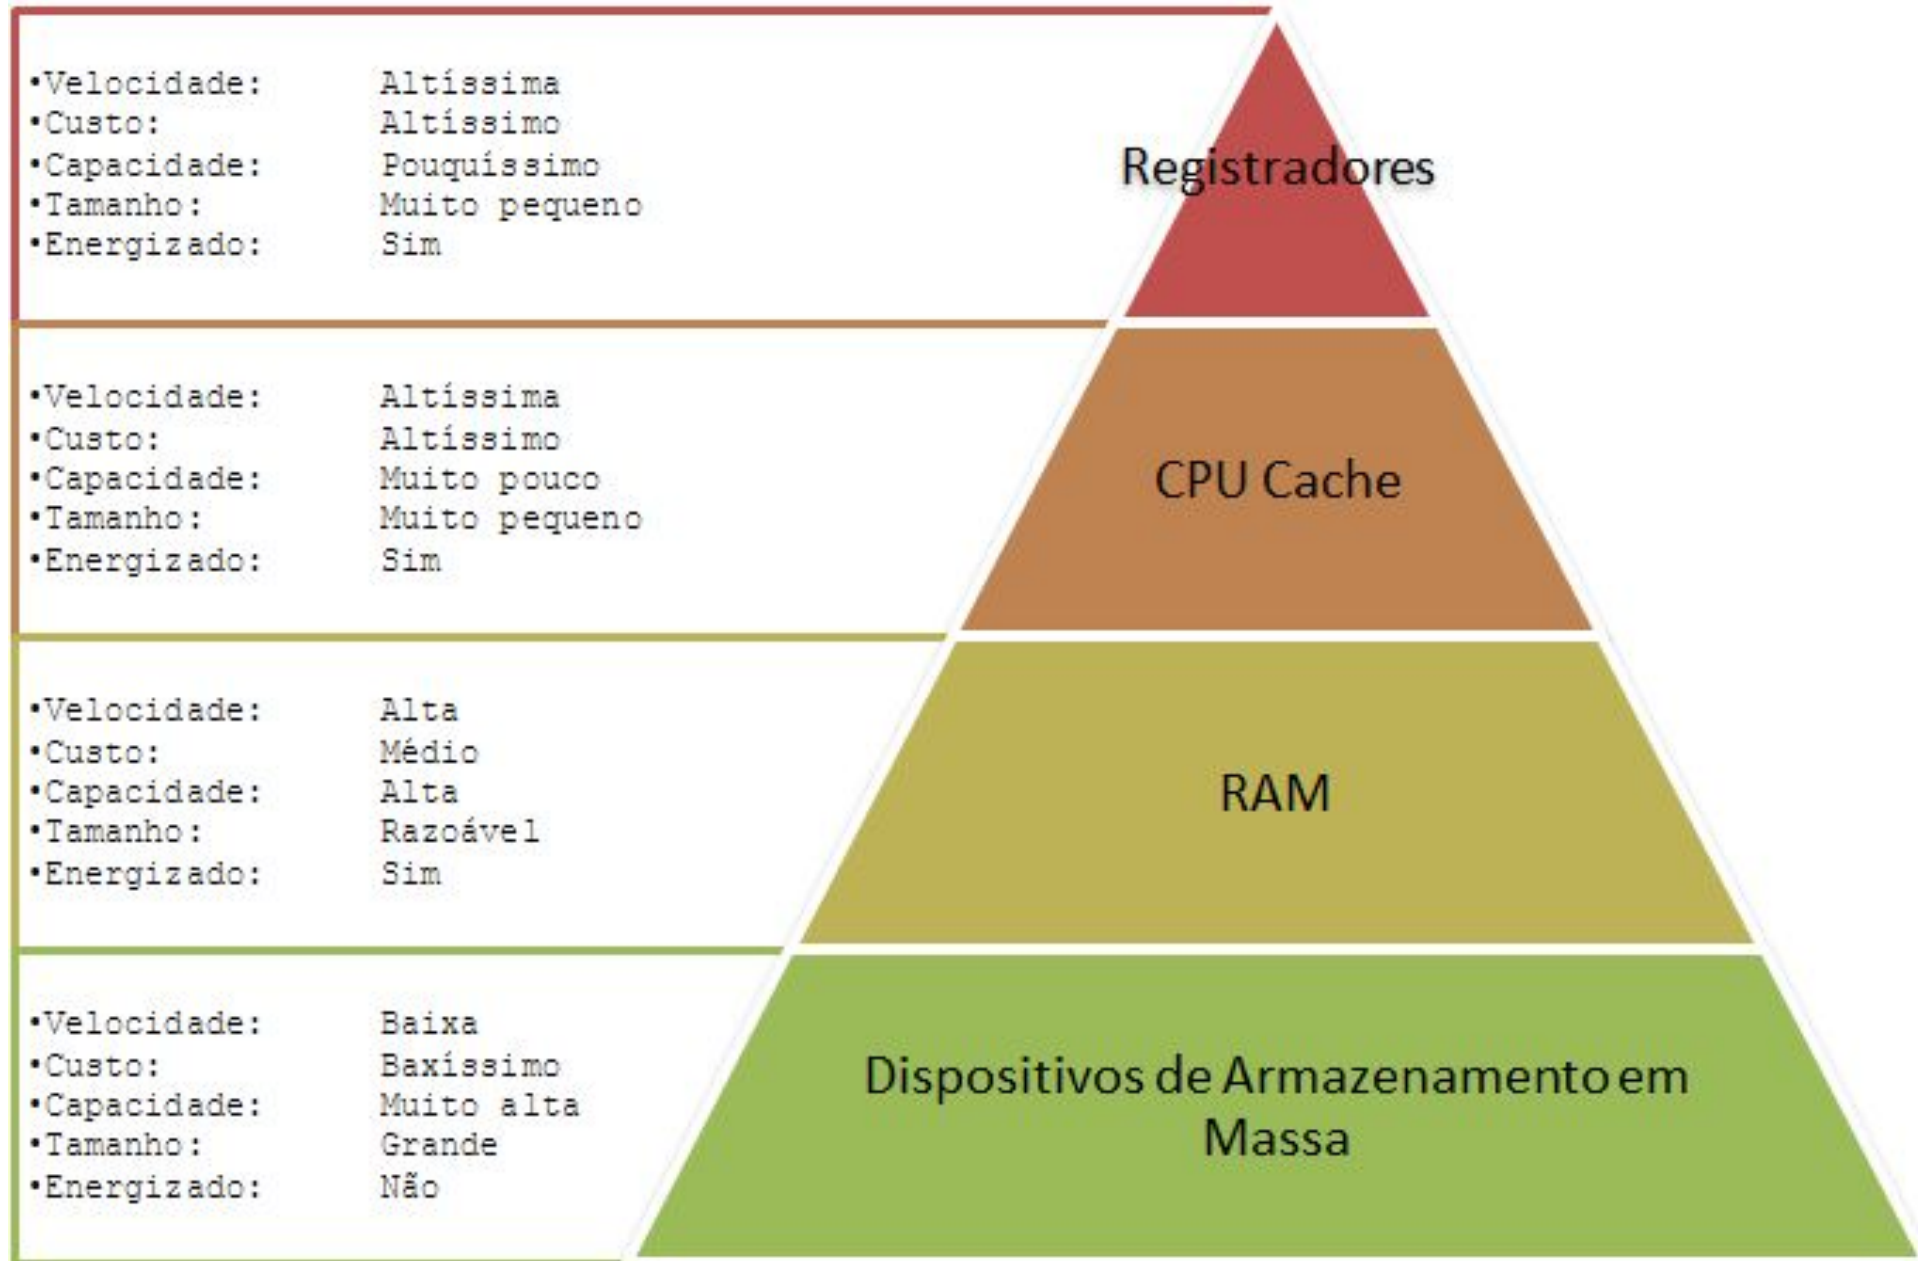 •Velocidade: Altíssima
•Custo: Altíssimo
•Capacidade: Pouquíssimo
•Tamanho: Muito pequeno
•Energizado: Sim
Registradores
•Velocidade: Altíssima
•Custo: Altíssimo
•Capacidade: Muito pouco
•Tamanho: Muito pequeno
•Energizado: Sim
CPU Cache
•Velocidade: Alta
•Custo: Médio
•Capacidade: Alta
•Tamanho: Razoável
•Energizado: Sim
RAM
•Velocidade: Baixa
•Custo: Baxíssimo
•Capacidade: Muito alta
•Tamanho: Grande
•Energizado: Não
Dispositivos de Armazenamento em
Massa